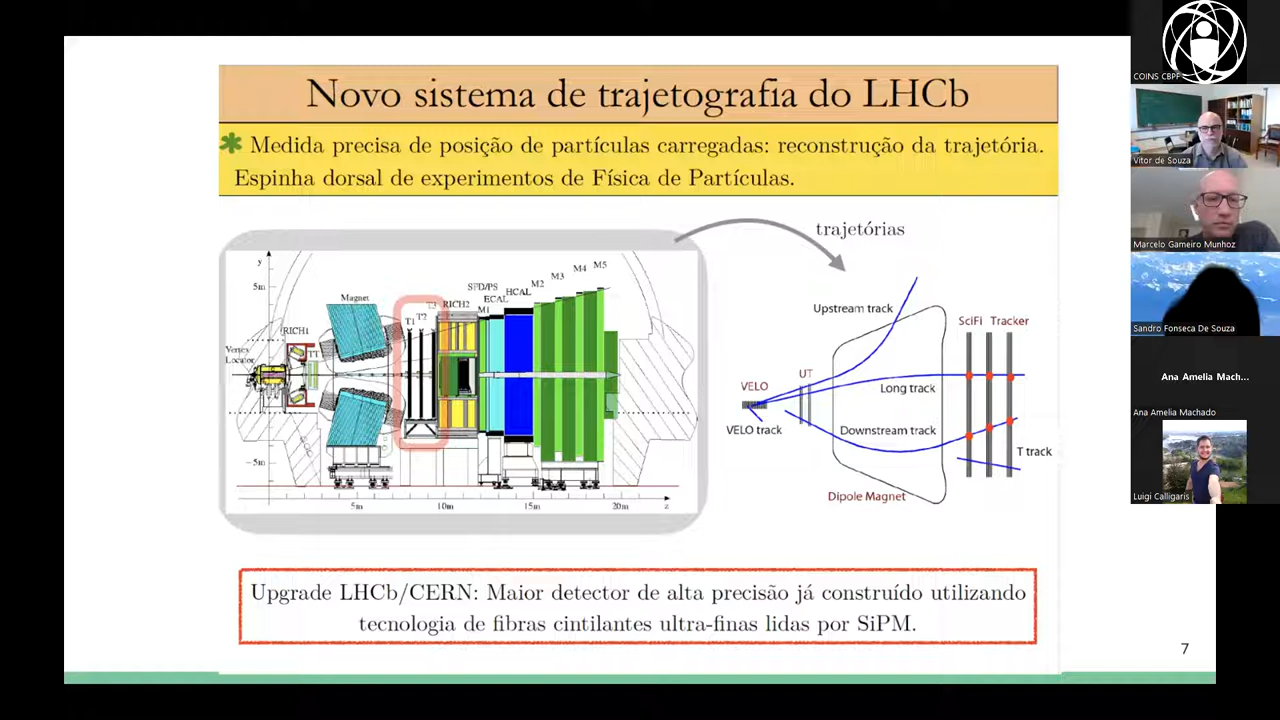 Novo sistema de trajetografia do LHCb
✱ Medida precisa de posição de partículas carregadas: reconstrução da trajetória.
Espinha dorsal de experimentos de Física de Partículas.
trajetórias
y
5m
Magnet
RICH1
Vertex
Locator
TT
T1
T2
T3
RICH2
M1
SPD/PS
ECAL
HCAL
M2
M3
M4
M5
−5m
5m
10m
15m
20m
z
Upstream track
SciFi Tracker
UT
VELO
Long track
VELO track
Downstream track
T track
Dipole Magnet
Upgrade LHCb/CERN: Maior detector de alta precisão já construído utilizando
tecnologia de fibras cintilantes ultra-finas lidas por SiPM.
7
COINS CBPF
Vitor de Souza
Marcelo Gameiro Munhoz
Sandro Fonseca De Souza
Ana Amelia Mach...
Ana Amelia Machado
Luigi Calligaris